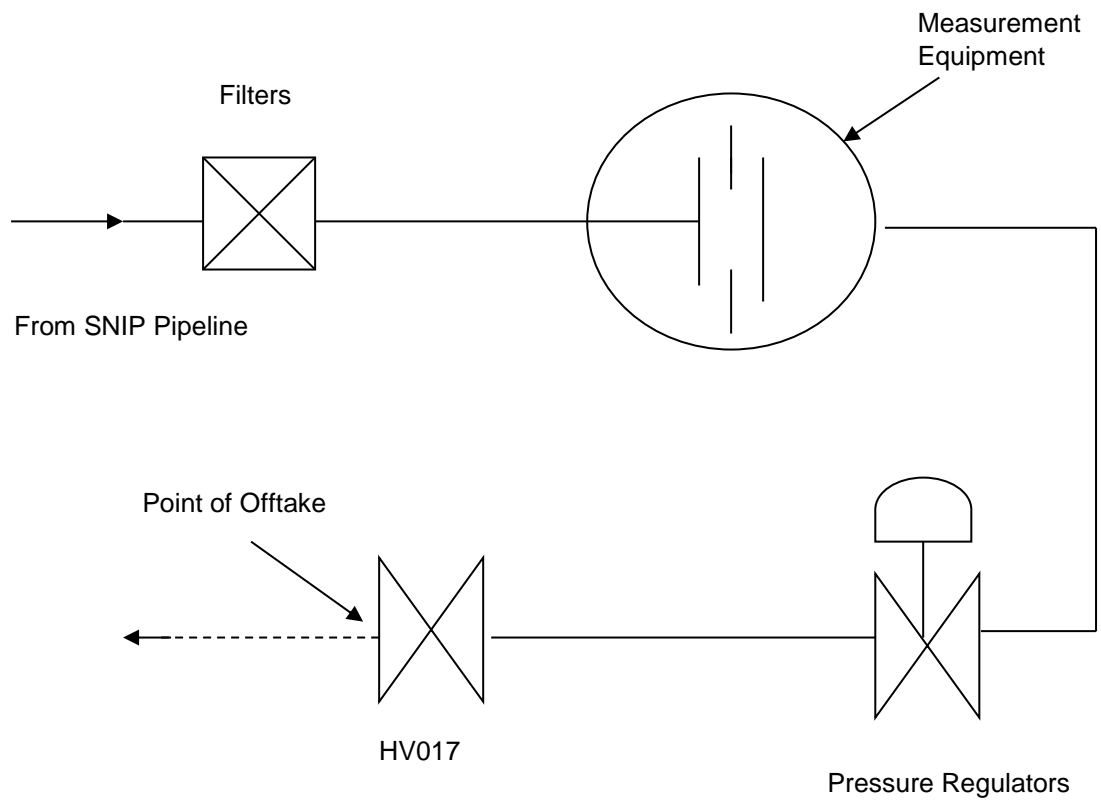 Measurement
Equipment
Filters
From SNIP Pipeline
Point of Offtake
HV017
Pressure Regulators